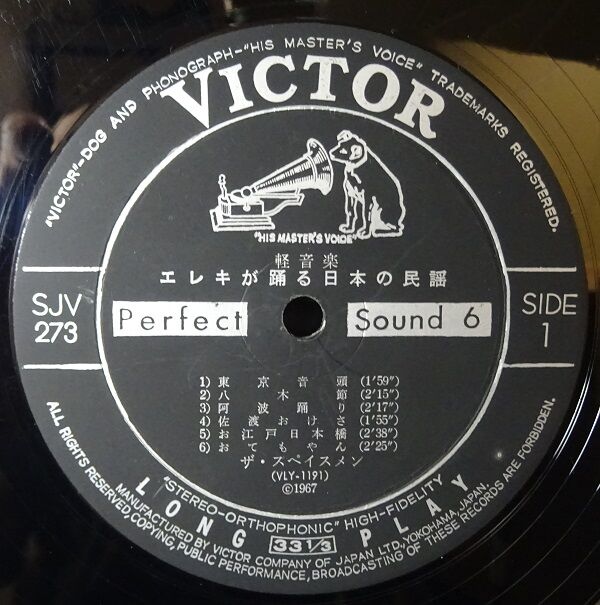 "VICTOR"-DOG AND PHONOGRAPH-"HIS MASTER'S VOICE" TRADEMARKS REGISTERED.
VICTOR
"HIS MASTER'S VOICE"
軽音楽
エレキが踊る日本の民謡
SJV 273
Perfect Sound 6
SIDE 1
1) 東京音頭 (1'59")
2) 八木節 (2'15")
3) 阿波踊り (2'17")
4) 佐渡おけさ (1'55")
5) お江戸日本橋 (2'38")
6) おてもやん (2'25")
ザ・スペイスメン
(VLY-1191)
©1967
"STEREO-ORTHOPHONIC" HIGH-FIDELITY
LONG 33 1/3 PLAY
MANUFACTURED BY VICTOR COMPANY OF JAPAN LTD., YOKOHAMA, JAPAN.
ALL RIGHTS RESERVED, COPYING, PUBLIC PERFORMANCE, BROADCASTING OF THESE RECORDS ARE FORBIDDEN.